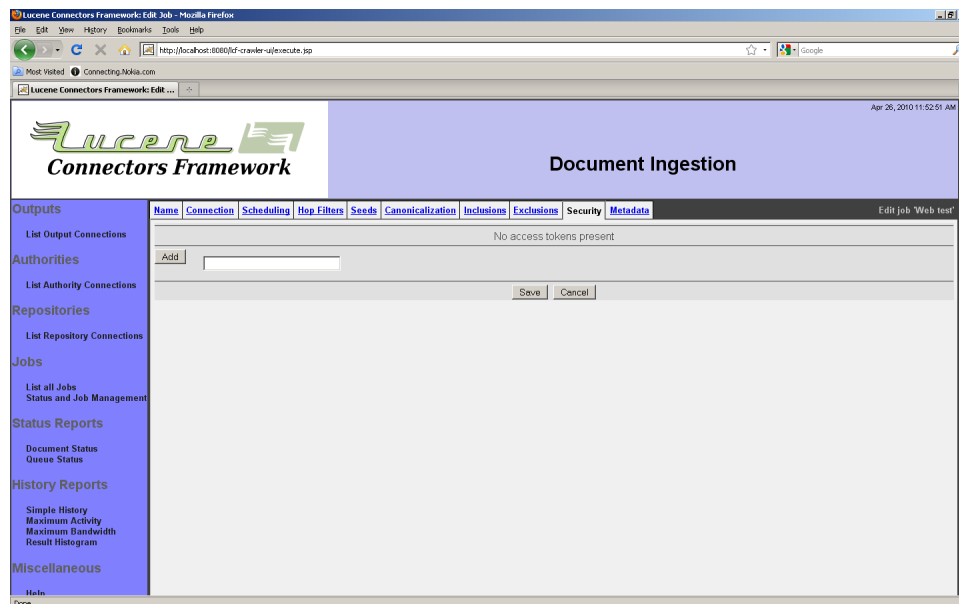 Lucene Connectors Framework: Edit Job - Mozilla Firefox
File Edit View History Bookmarks Tools Help
http://localhost:8080/lcf-crawler-ui/execute.jsp
Google
Most Visited Connecting.Nokia.com
Lucene Connectors Framework: Edit ...
Apr 26, 2010 11:52:51 AM
Lucene
Connectors Framework
Document Ingestion
Outputs
List Output Connections
Authorities
List Authority Connections
Repositories
List Repository Connections
Jobs
List all Jobs
Status and Job Management
Status Reports
Document Status
Queue Status
History Reports
Simple History
Maximum Activity
Maximum Bandwidth
Result Histogram
Miscellaneous
Help
Name Connection Scheduling Hop Filters Seeds Canonicalization Inclusions Exclusions Security Metadata
Edit job 'Web test'
No access tokens present
Add
Save Cancel
Done